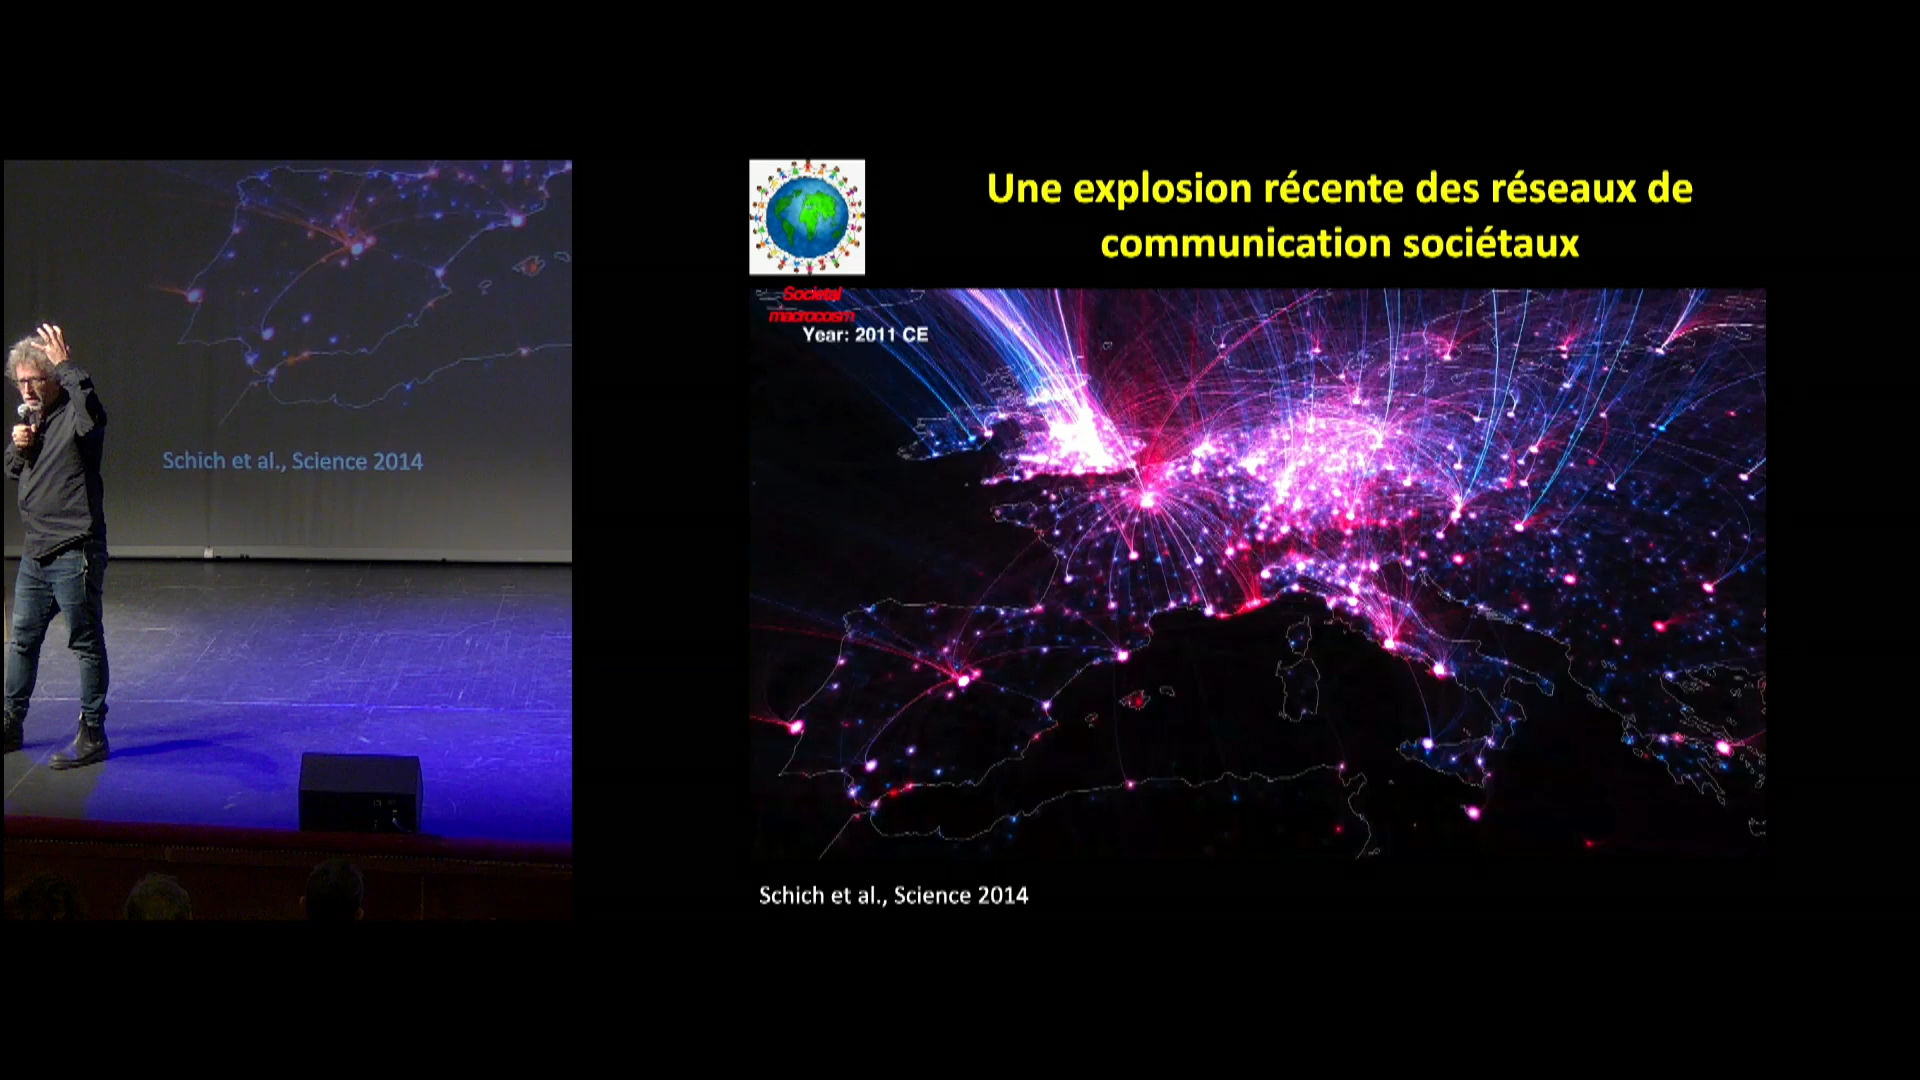 Schich et al., Science 2014
Une explosion récente des réseaux de
communication sociétaux
Societal
macrocosm
Year: 2011 CE
Schich et al., Science 2014